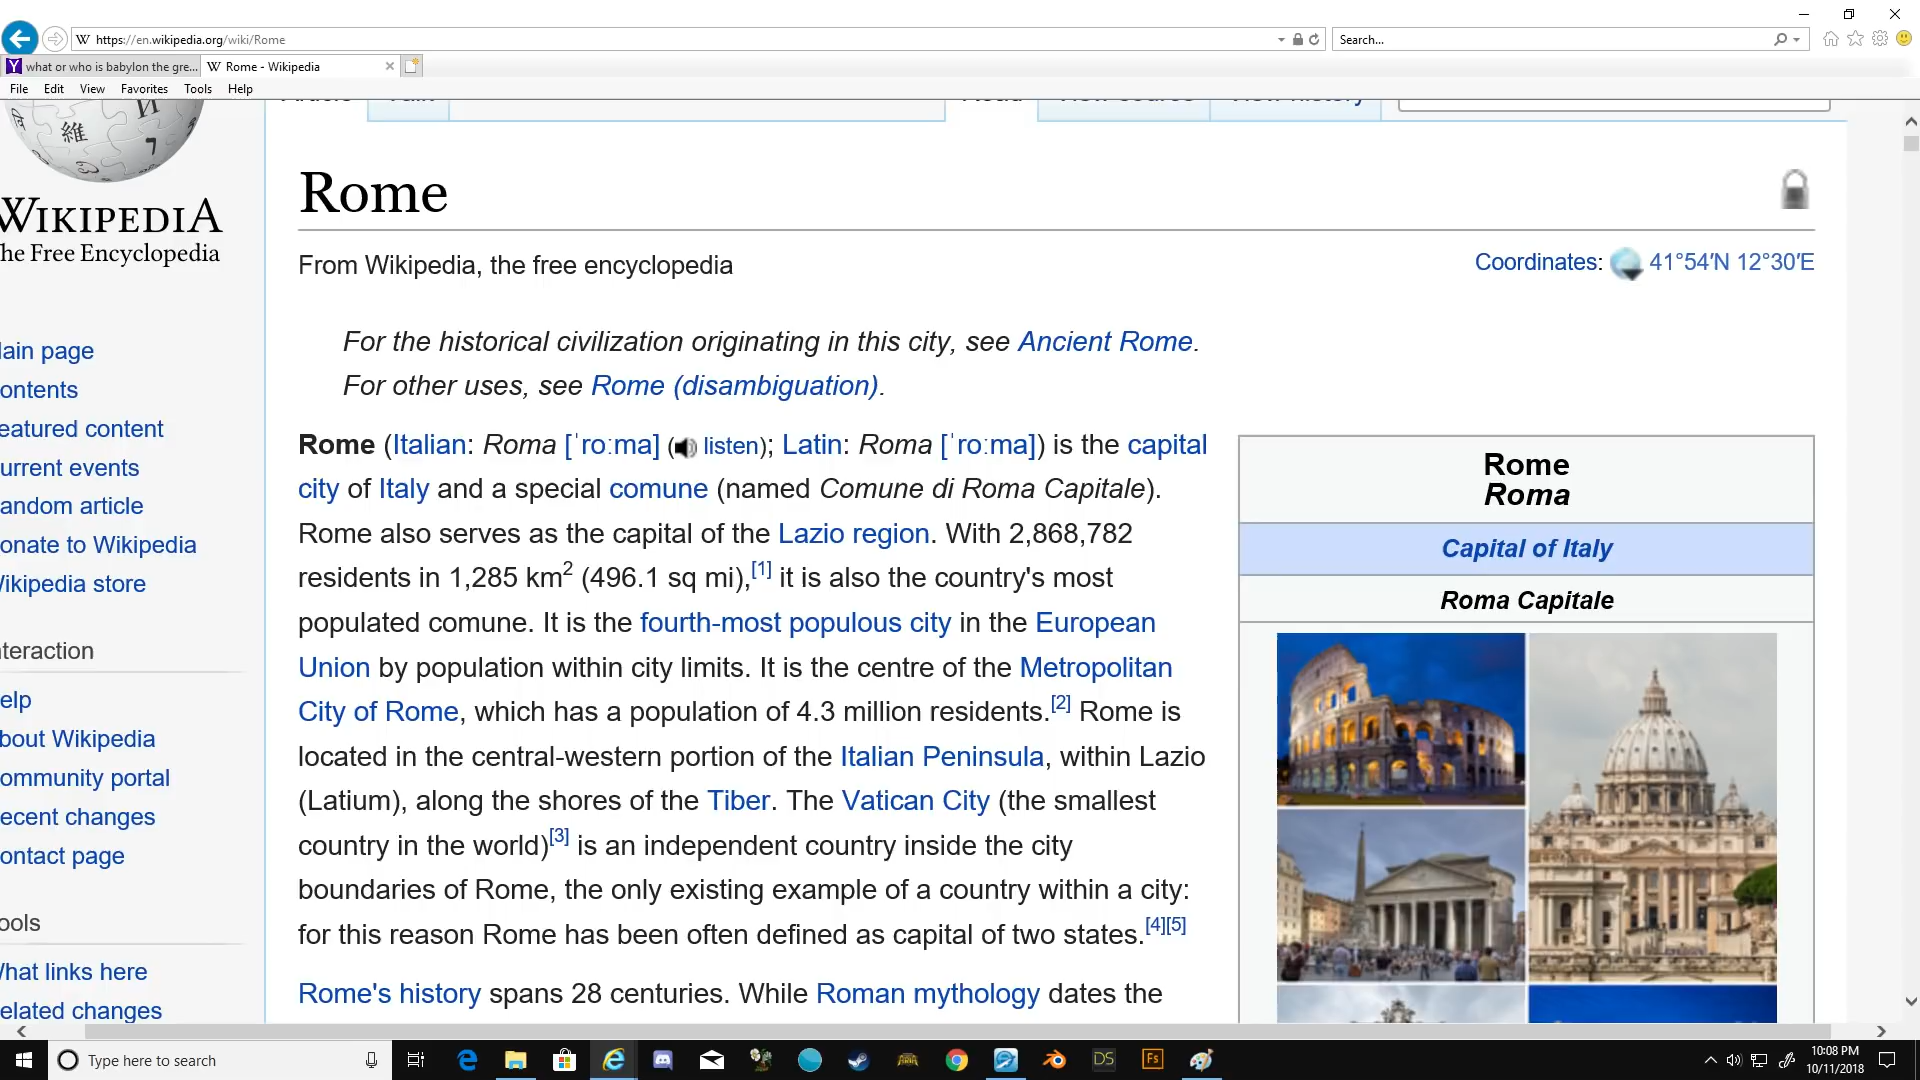 https://en.wikipedia.org/wiki/Rome
Search...
what or who is babylon the gre...
Rome - Wikipedia
File Edit View Favorites Tools Help
WIKIPEDIA
he Free Encyclopedia
ain page
ontents
eatured content
urrent events
andom article
onate to Wikipedia
ikipedia store
nteraction
elp
bout Wikipedia
ommunity portal
ecent changes
ontact page
ools
hat links here
elated changes
Rome
From Wikipedia, the free encyclopedia
Coordinates: 41°54′N 12°30′E
For the historical civilization originating in this city, see Ancient Rome.
For other uses, see Rome (disambiguation).
Rome (Italian: Roma [ˈroːma] (listen); Latin: Roma [ˈroːma]) is the capital
city of Italy and a special comune (named Comune di Roma Capitale).
Rome also serves as the capital of the Lazio region. With 2,868,782
residents in 1,285 km2 (496.1 sq mi),[1] it is also the country's most
populated comune. It is the fourth-most populous city in the European
Union by population within city limits. It is the centre of the Metropolitan
City of Rome, which has a population of 4.3 million residents.[2] Rome is
located in the central-western portion of the Italian Peninsula, within Lazio
(Latium), along the shores of the Tiber. The Vatican City (the smallest
country in the world)[3] is an independent country inside the city
boundaries of Rome, the only existing example of a country within a city:
for this reason Rome has been often defined as capital of two states.[4][5]
Rome's history spans 28 centuries. While Roman mythology dates the
Rome
Roma
Capital of Italy
Roma Capitale
Type here to search
DS
Fs
10:08 PM
10/11/2018